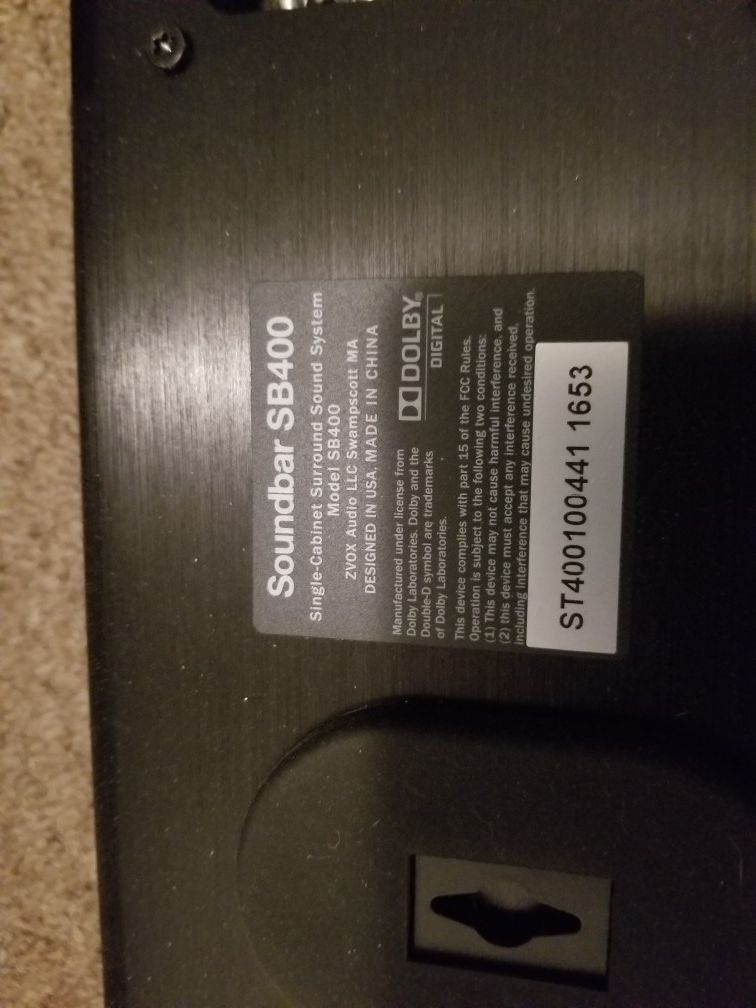 Soundbar SB400
Single-Cabinet Surround Sound System
Model SB400
ZVOX Audio LLC Swampscott MA
DESIGNED IN USA, MADE IN CHINA
Manufactured under license from
Dolby Laboratories. Dolby and the
Double-D symbol are trademarks
of Dolby Laboratories.
DOLBY®
DIGITAL
This device complies with part 15 of the FCC Rules.
Operation is subject to the following two conditions:
(1) This device may not cause harmful interference, and
(2) this device must accept any interference received,
including interference that may cause undesired operation.
ST400100441 1653